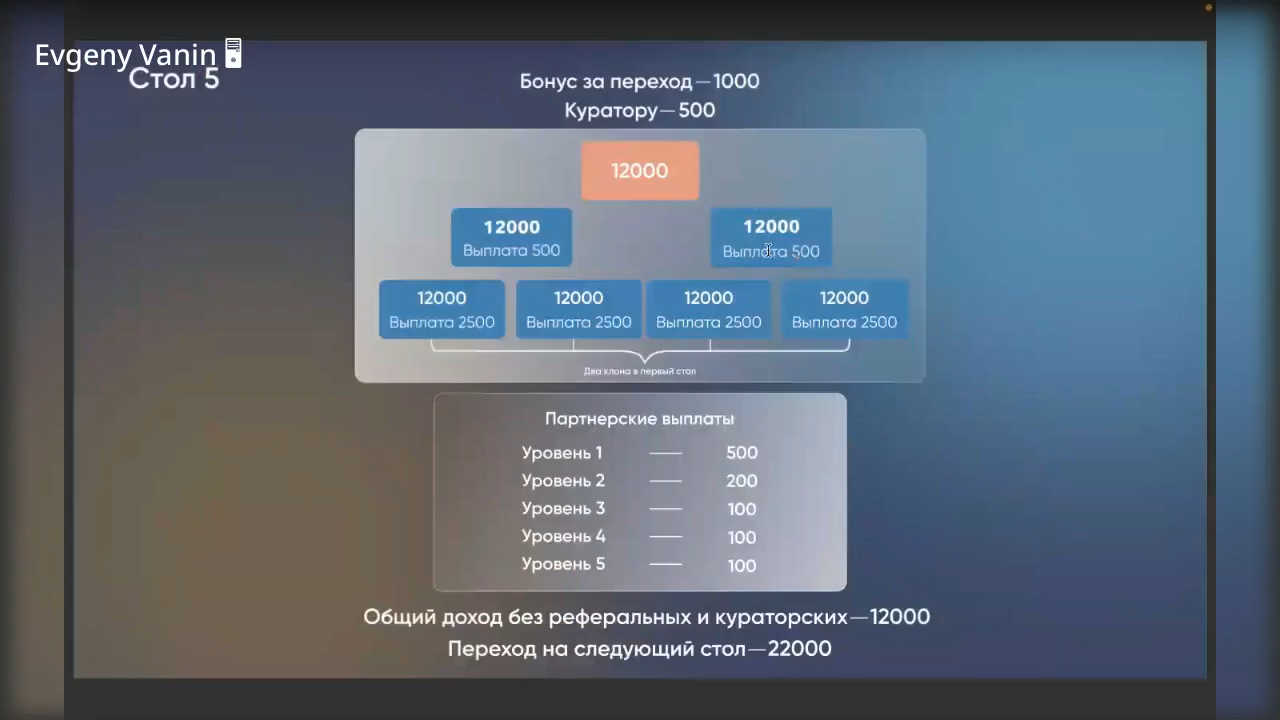 Evgeny Vanin
Стол 5
Бонус за переход—1000
Куратору—500
12000
12000
Выплата 500
12000
Выплата 500
12000
Выплата 2500
12000
Выплата 2500
12000
Выплата 2500
12000
Выплата 2500
Два клона в первый стол
Партнерские выплаты
Уровень 1 — 500
Уровень 2 — 200
Уровень 3 — 100
Уровень 4 — 100
Уровень 5 — 100
Общий доход без реферальных и кураторских—12000
Переход на следующий стол—22000